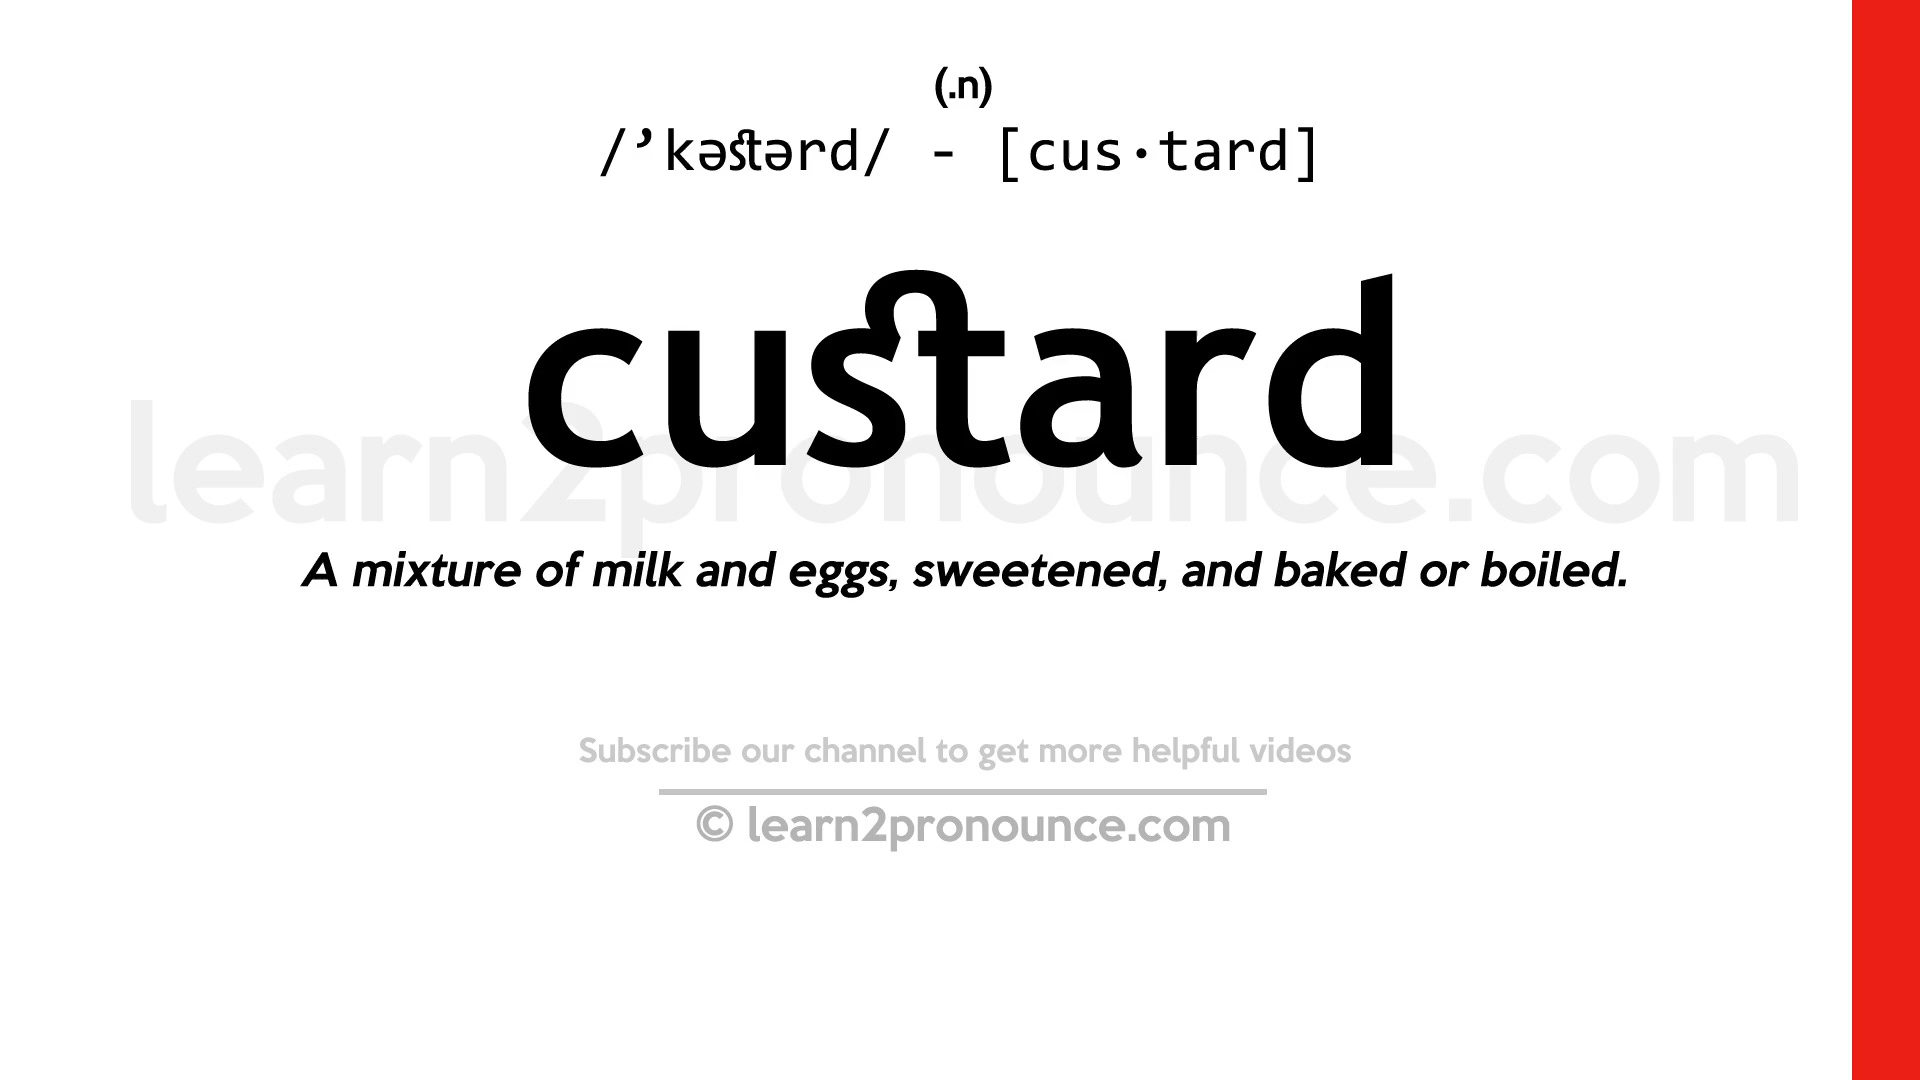 (.n)
/’kəstərd/ - [cus·tard]
custard
learn2pronounce.com
A mixture of milk and eggs, sweetened, and baked or boiled.
Subscribe our channel to get more helpful videos
© learn2pronounce.com